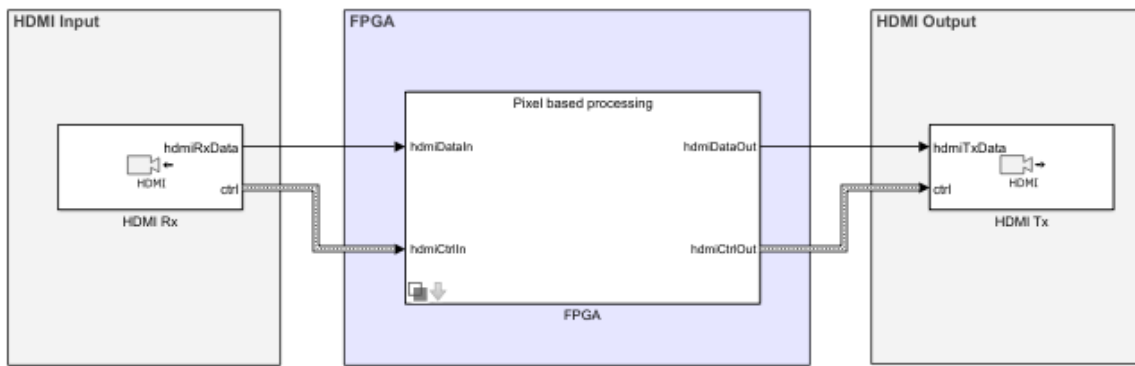 HDMI Input
hdmiRxData
HDMI
ctrl
HDMI Rx
FPGA
Pixel based processing
hdmiDataIn
hdmiDataOut
hdmiCtrlIn
hdmiCtrlOut
FPGA
HDMI Output
hdmiTxData
HDMI
ctrl
HDMI Tx